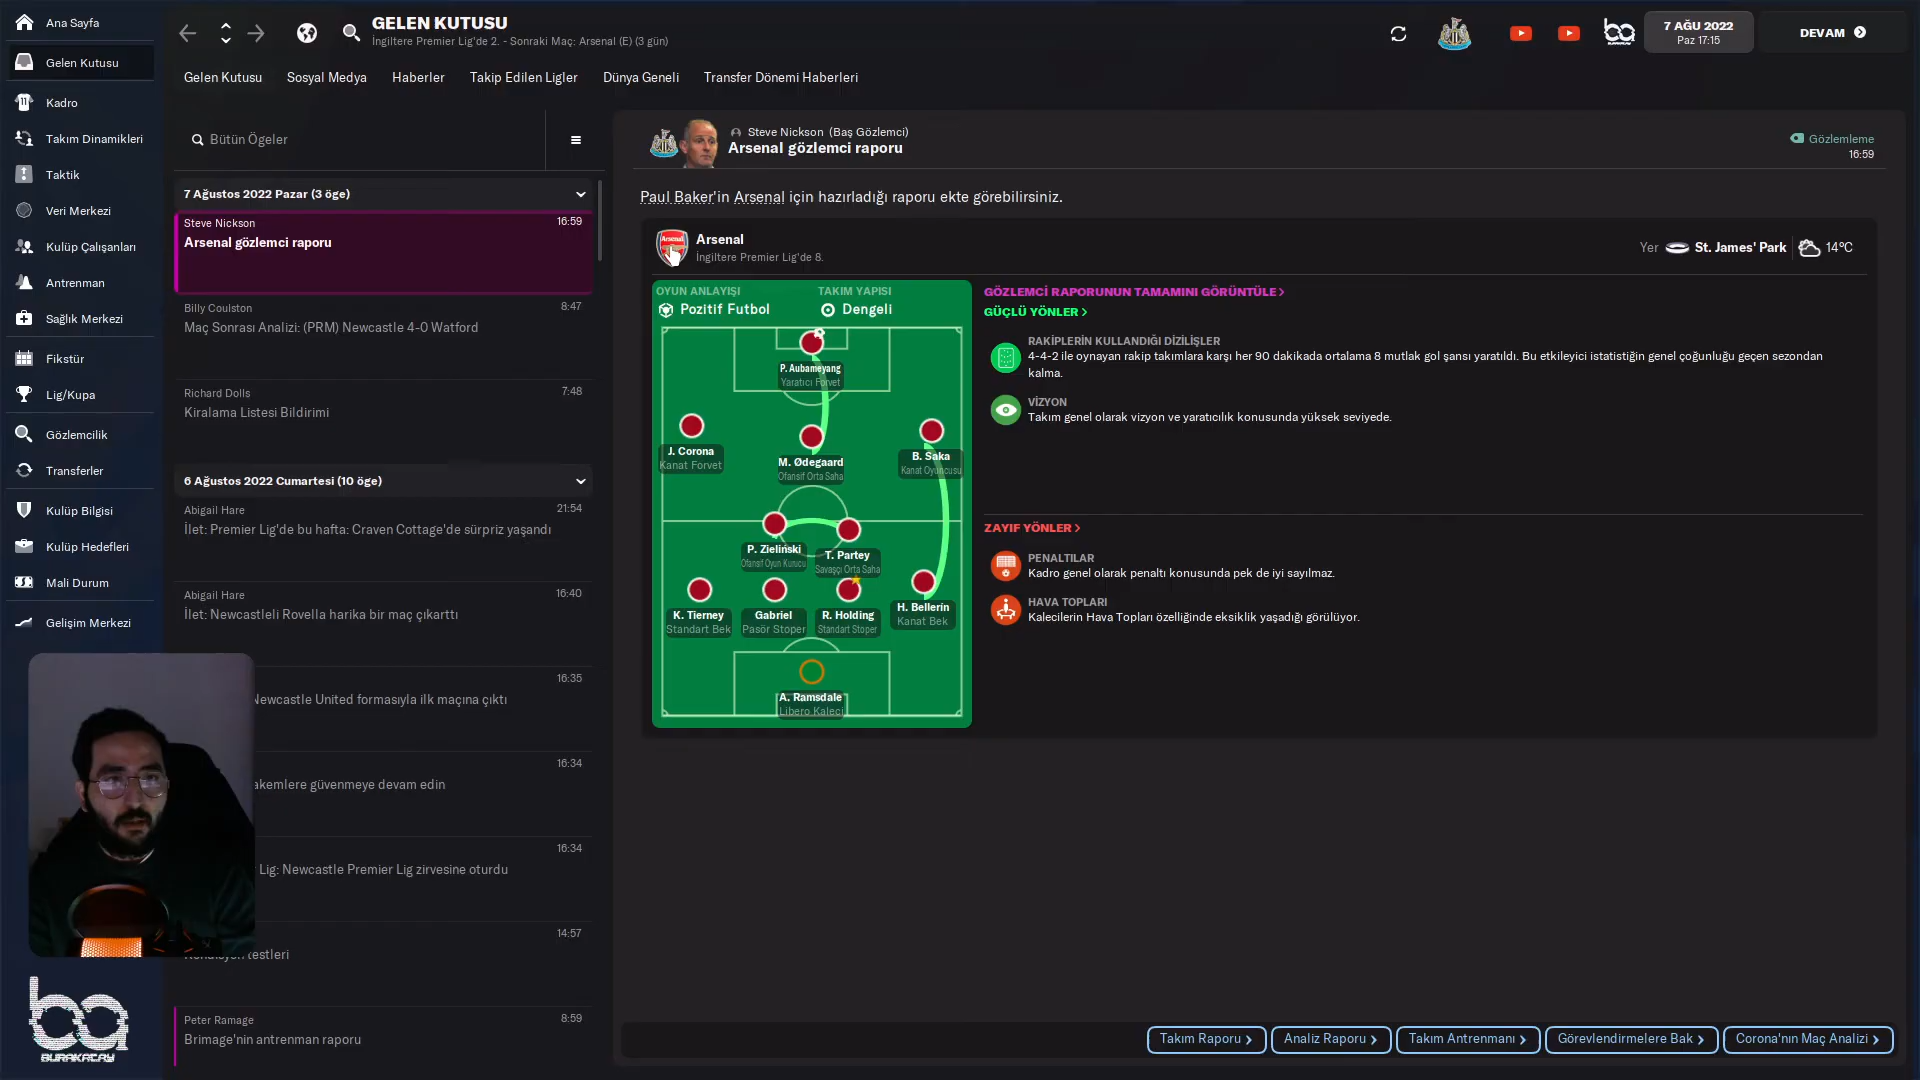 Ana Sayfa
Gelen Kutusu
Kadro
Takım Dinamikleri
Taktik
Veri Merkezi
Kulüp Çalışanları
Antrenman
Sağlık Merkezi
Fikstür
Lig/Kupa
Gözlemcilik
Transferler
Kulüp Bilgisi
Kulüp Hedefleri
Mali Durum
Gelişim Merkezi
BURAKACAY
GELEN KUTUSU
İngiltere Premier Lig'de 2. - Sonraki Maç: Arsenal (E) (3 gün)
7 AĞU 2022
Paz 17:15
DEVAM
Gelen Kutusu
Sosyal Medya
Haberler
Takip Edilen Ligler
Dünya Geneli
Transfer Dönemi Haberleri
Bütün Ögeler
7 Ağustos 2022 Pazar (3 öge)
Steve Nickson 16:59
Arsenal gözlemci raporu
Billy Coulston 8:47
Maç Sonrası Analizi: (PRM) Newcastle 4-0 Watford
Richard Dolls 7:48
Kiralama Listesi Bildirimi
6 Ağustos 2022 Cumartesi (10 öge)
Abigail Hare 21:54
İlet: Premier Lig'de bu hafta: Craven Cottage'de sürpriz yaşandı
Abigail Hare 16:40
İlet: Newcastleli Rovella harika bir maç çıkarttı
16:35
Newcastle United formasıyla ilk maçına çıktı
16:34
akemlere güvenmeye devam edin
16:34
Lig: Newcastle Premier Lig zirvesine oturdu
14:57
testleri
Peter Ramage 8:59
Brimage'nin antrenman raporu
Steve Nickson (Baş Gözlemci)
Arsenal gözlemci raporu
Gözlemleme
16:59
Paul Baker'in Arsenal için hazırladığı raporu ekte görebilirsiniz.
Arsenal
İngiltere Premier Lig'de 8.
Yer St. James' Park 14°C
OYUN ANLAYIŞI
Pozitif Futbol
TAKIM YAPISI
Dengeli
P. Aubameyang
Yaratıcı Forvet
J. Corona
Kanat Forvet
M. Ødegaard
Ofansif Orta Saha
B. Saka
Kanat Oyuncusu
P. Zieliński
Ofansif Oyun Kurucu
T. Partey
Savaşçı Orta Saha
K. Tierney
Standart Bek
Gabriel
Pasör Stoper
R. Holding
Standart Stoper
H. Bellerín
Kanat Bek
A. Ramsdale
Libero Kaleci
GÖZLEMCİ RAPORUNUN TAMAMINI GÖRÜNTÜLE >
GÜÇLÜ YÖNLER >
RAKİPLERİN KULLANDIĞI DİZİLİŞLER
4-4-2 ile oynayan rakip takımlara karşı her 90 dakikada ortalama 8 mutlak gol şansı yaratıldı. Bu etkileyici istatistiğin genel çoğunluğu geçen sezondan
kalma.
VİZYON
Takım genel olarak vizyon ve yaratıcılık konusunda yüksek seviyede.
ZAYIF YÖNLER >
PENALTILAR
Kadro genel olarak penaltı konusunda pek de iyi sayılmaz.
HAVA TOPLARI
Kalecilerin Hava Topları özelliğinde eksiklik yaşadığı görülüyor.
Takım Raporu >
Analiz Raporu >
Takım Antrenmanı >
Görevlendirmelere Bak >
Corona'nın Maç Analizi >